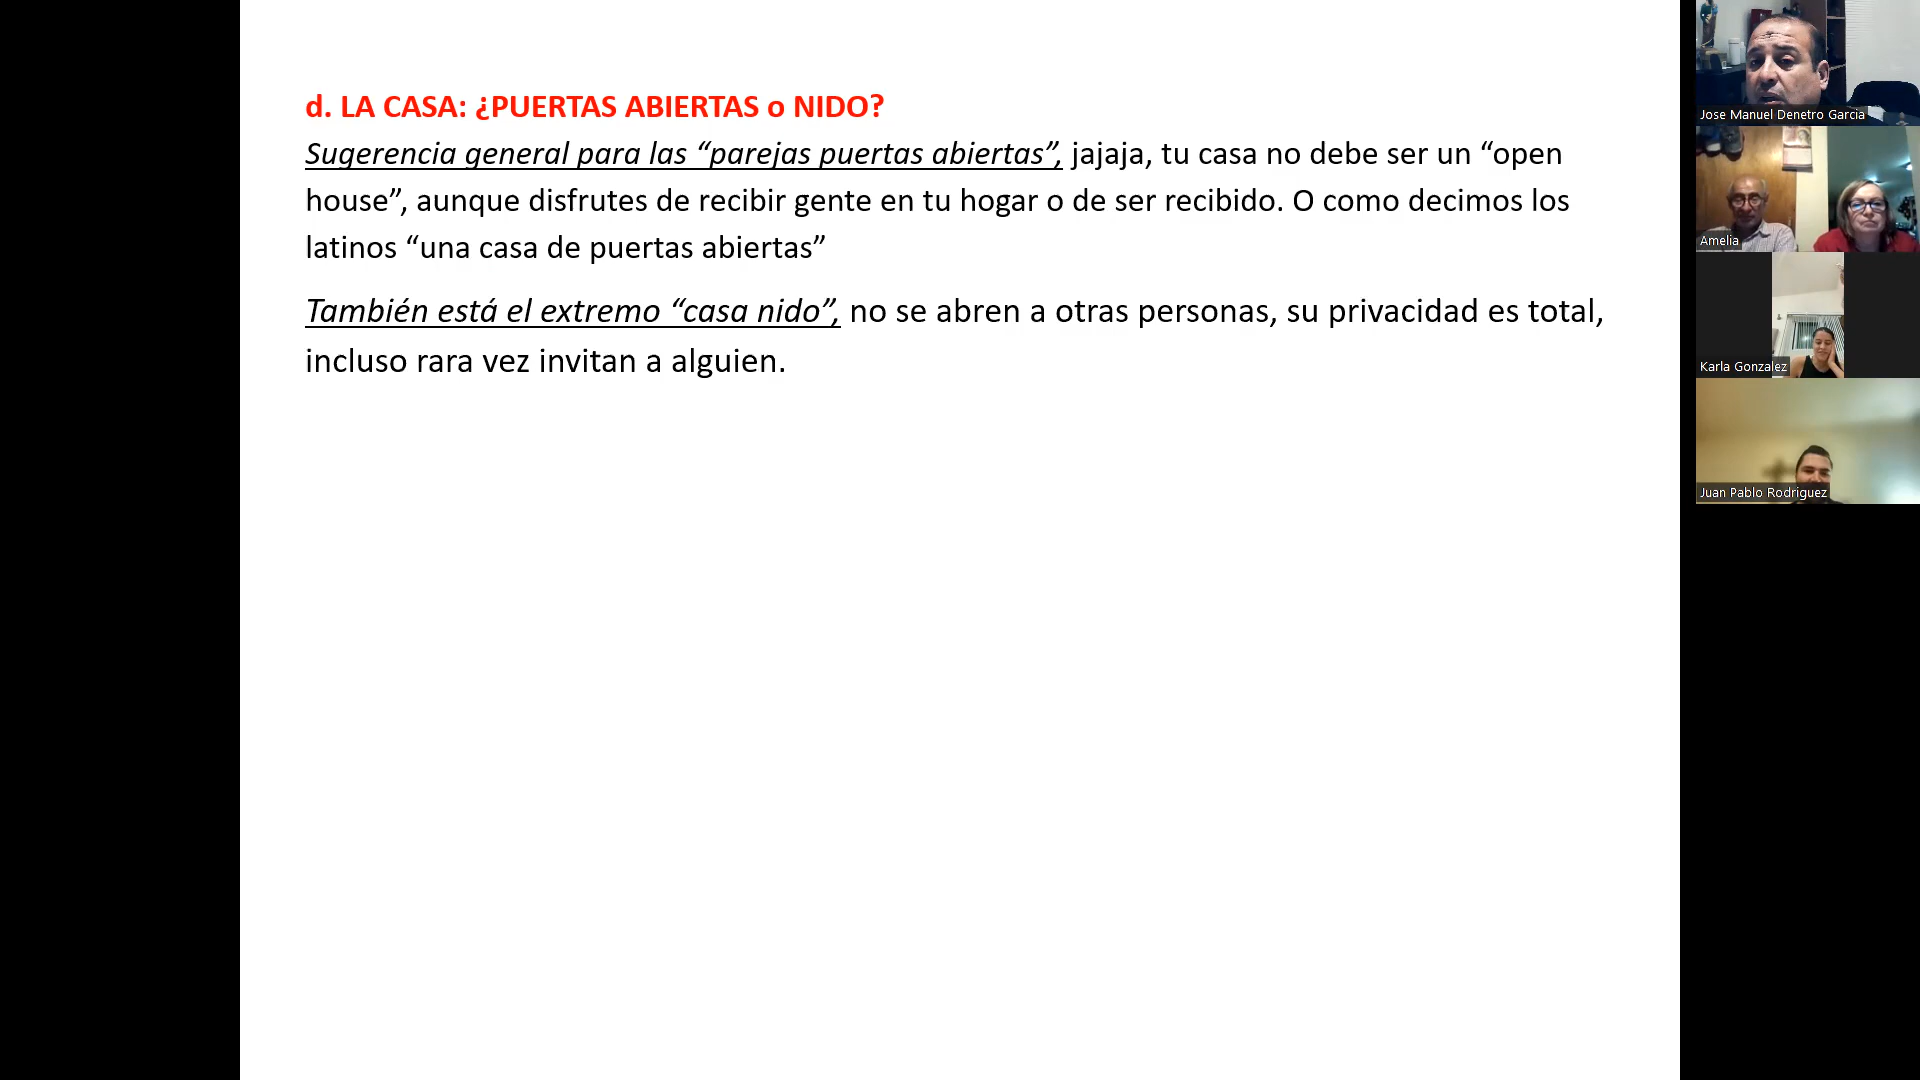 d. LA CASA: ¿PUERTAS ABIERTAS o NIDO?
Sugerencia general para las “parejas puertas abiertas”, jajaja, tu casa no debe ser un “open
house”, aunque disfrutes de recibir gente en tu hogar o de ser recibido. O como decimos los
latinos “una casa de puertas abiertas”
También está el extremo “casa nido”, no se abren a otras personas, su privacidad es total,
incluso rara vez invitan a alguien.
Jose Manuel Denetro Garcia
Amelia
Karla Gonzalez
Juan Pablo Rodriguez